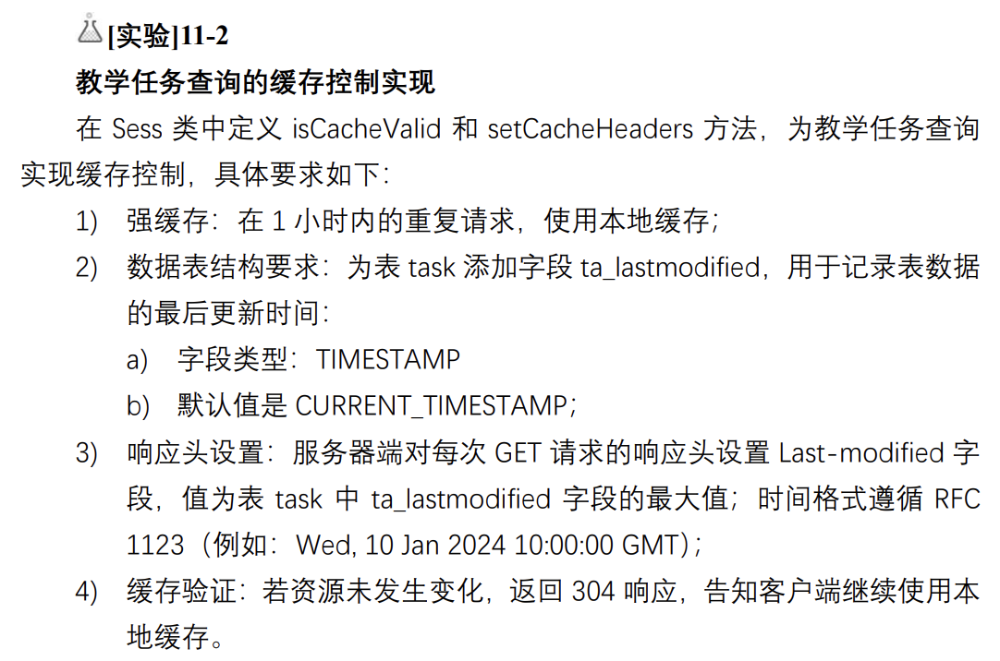 [实验]11-2
教学任务查询的缓存控制实现
在 Sess 类中定义 isCacheValid 和 setCacheHeaders 方法，为教学任务查询
实现缓存控制，具体要求如下：
1) 强缓存：在 1 小时内的重复请求，使用本地缓存；
2) 数据表结构要求：为表 task 添加字段 ta_lastmodified，用于记录表数据
的最后更新时间：
a) 字段类型：TIMESTAMP
b) 默认值是 CURRENT_TIMESTAMP；
3) 响应头设置：服务器端对每次 GET 请求的响应头设置 Last-modified 字
段，值为表 task 中 ta_lastmodified 字段的最大值；时间格式遵循 RFC
1123（例如：Wed, 10 Jan 2024 10:00:00 GMT）；
4) 缓存验证：若资源未发生变化，返回 304 响应，告知客户端继续使用本
地缓存。